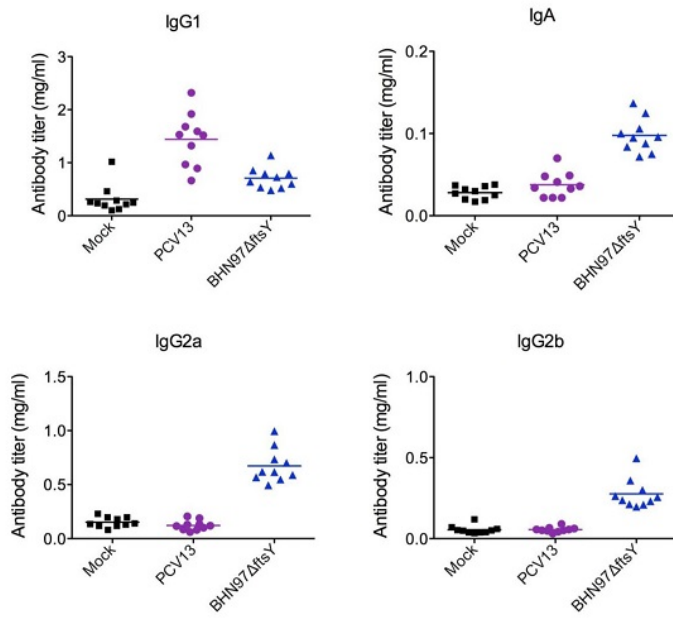 IgG1
Antibody titer (mg/ml)
3
2
1
0
Mock
PCV13
BHN97ΔftsY
IgA
Antibody titer (mg/ml)
0.2
0.1
0.0
Mock
PCV13
BHN97ΔftsY
IgG2a
Antibody titer (mg/ml)
1.5
1.0
0.5
0.0
Mock
PCV13
BHN97ΔftsY
IgG2b
Antibody titer (mg/ml)
1.0
0.5
0.0
Mock
PCV13
BHN97ΔftsY